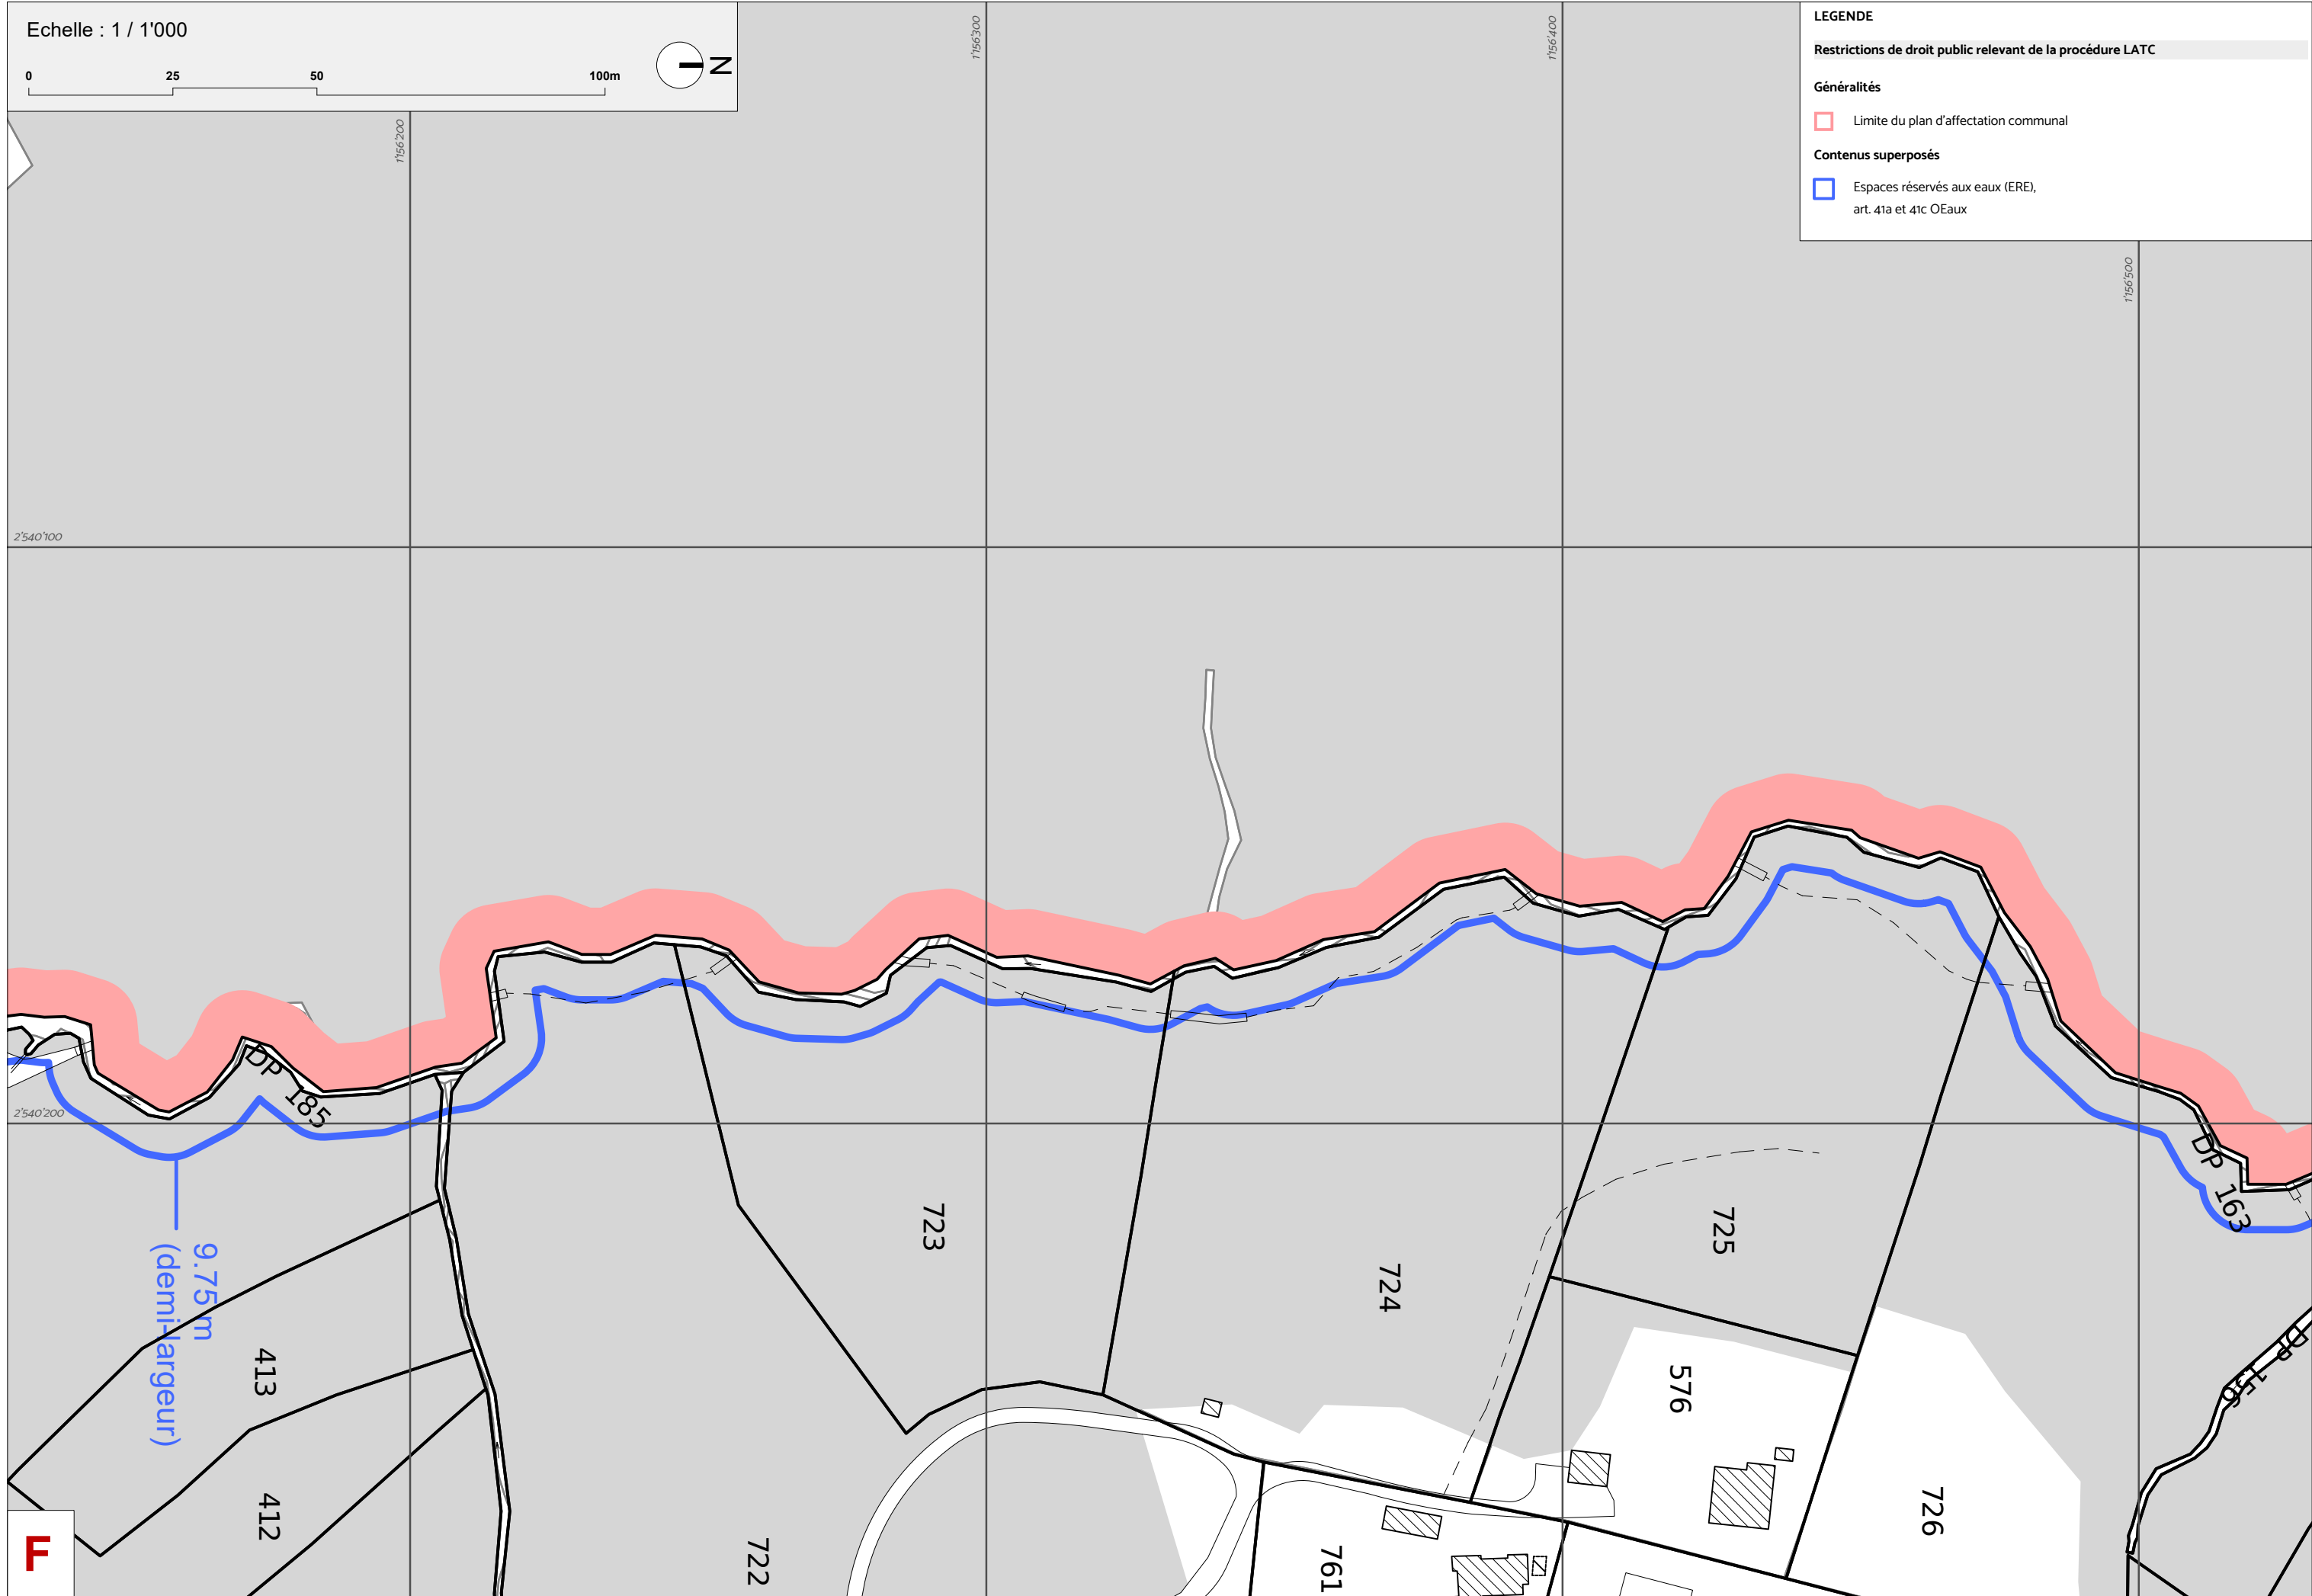 Echelle : 1 / 1'000
0 25 50 100m
N
1'156'200
1'156'300
1'156'400
1'156'500
LEGENDE
Restrictions de droit public relevant de la procédure LATC
Généralités
Limite du plan d'affectation communal
Contenus superposés
Espaces réservés aux eaux (ERE),
art. 41a et 41c OEaux
2'540'100
2'540'200
DP 185
DP 163
9.75 m
(demi-largeur)
723
725
724
413
576
DP 156
412
726
722
761
F